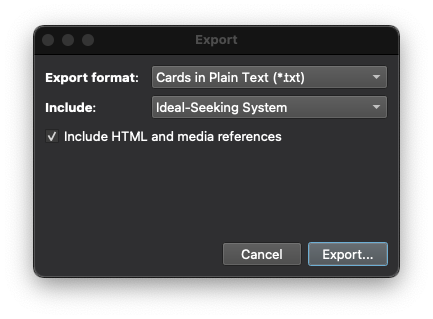 Export
Export format: Cards in Plain Text (*.txt)
Include: Ideal-Seeking System
Include HTML and media references
Cancel Export...